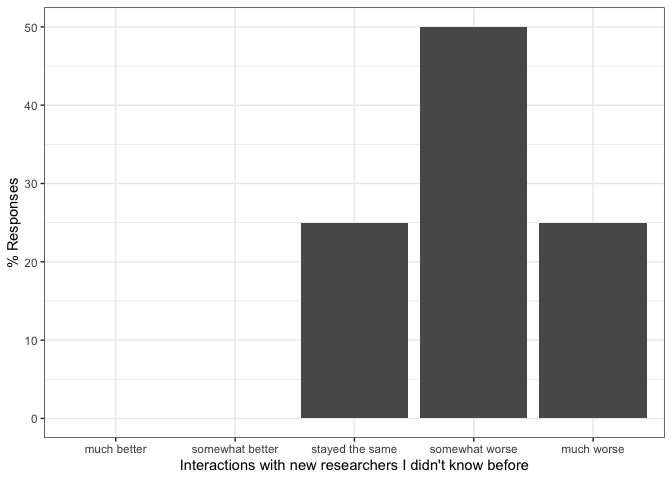 50
40
30
20
10
0
% Responses
much better
somewhat better
stayed the same
somewhat worse
much worse
Interactions with new researchers I didn't know before